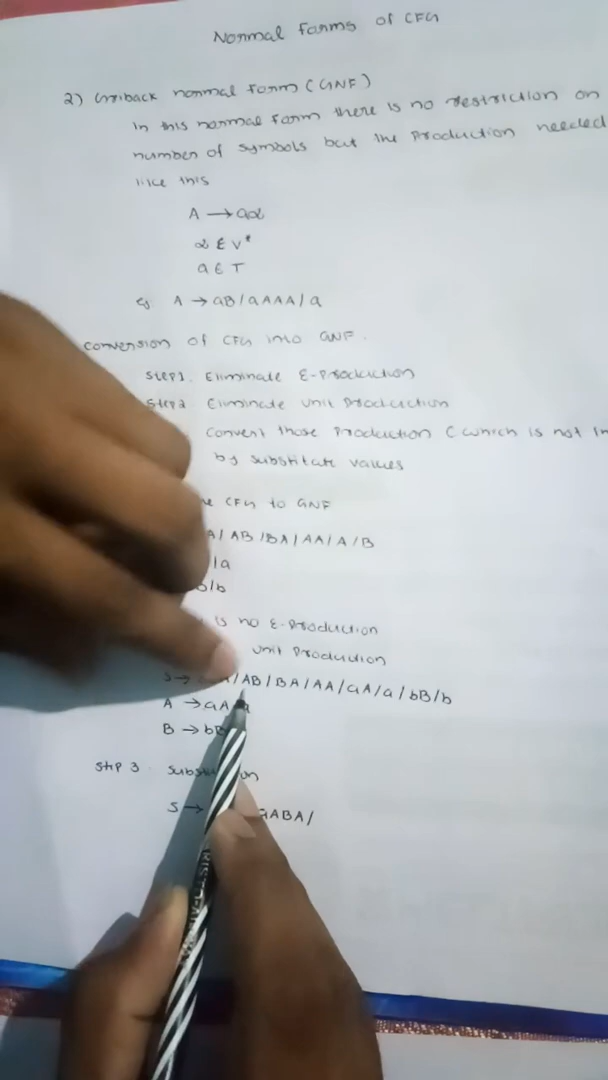 Normal Forms of CFG
2) Griback normal form (GNF)
In this normal form there is no restriction on
number of symbols but the production needed
like this
A → aα
α ∈ V*
a ∈ T
eg A → aB/aAAA/a
Conversion of CFG into GNF.
Step1. Eliminate ε-Production
Step2 Eliminate unit Production
Convert those Production (which is not in
by substitute values
CFG to GNF
A/ AB /BA / AA / A / B
/a
b/b
is no ε-Production
unit Production
S → /AB/BA/AA/aA/a/bB/b
A → aA
B → bB
Step 3.
S → aABA/